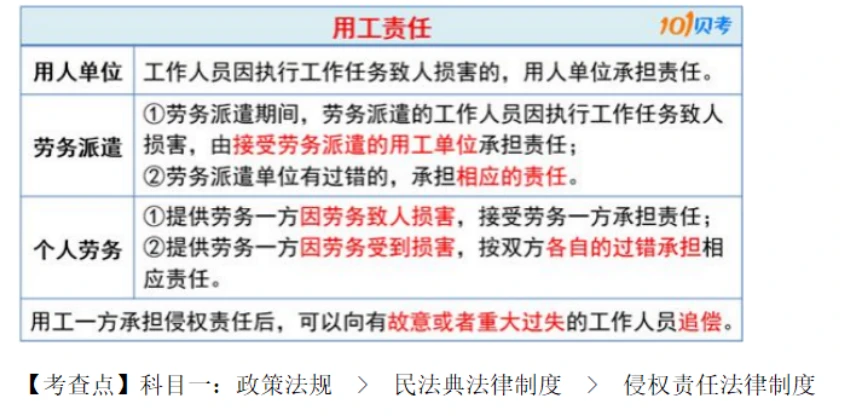 用工责任
101贝考
用人单位
工作人员因执行工作任务致人损害的，用人单位承担责任。
劳务派遣
①劳务派遣期间，劳务派遣的工作人员因执行工作任务致人
损害，由接受劳务派遣的用工单位承担责任；
②劳务派遣单位有过错的，承担相应的责任。
个人劳务
①提供劳务一方因劳务致人损害，接受劳务一方承担责任；
②提供劳务一方因劳务受到损害，按双方各自的过错承担相
应责任。
用工一方承担侵权责任后，可以向有故意或者重大过失的工作人员追偿。
【考查点】科目一：政策法规 > 民法典法律制度 > 侵权责任法律制度